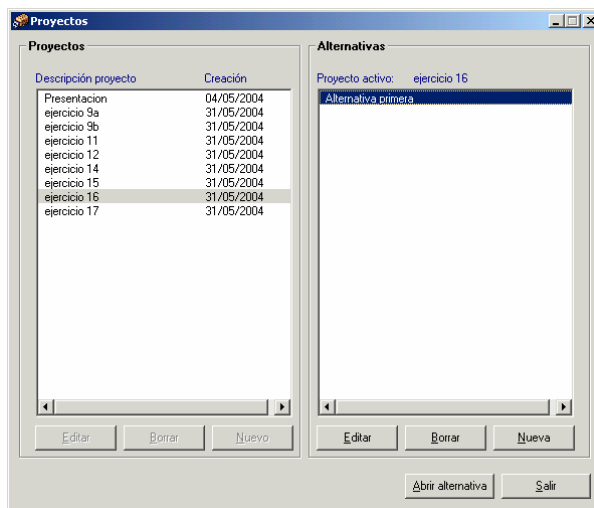 Proyectos
Proyectos
Descripción proyecto Creación
Presentacion 04/05/2004
ejercicio 9a 31/05/2004
ejercicio 9b 31/05/2004
ejercicio 11 31/05/2004
ejercicio 12 31/05/2004
ejercicio 14 31/05/2004
ejercicio 15 31/05/2004
ejercicio 16 31/05/2004
ejercicio 17 31/05/2004
Editar Borrar Nuevo
Alternativas
Proyecto activo: ejercicio 16
Alternativa primera
Editar Borrar Nueva
Abrir alternativa Salir